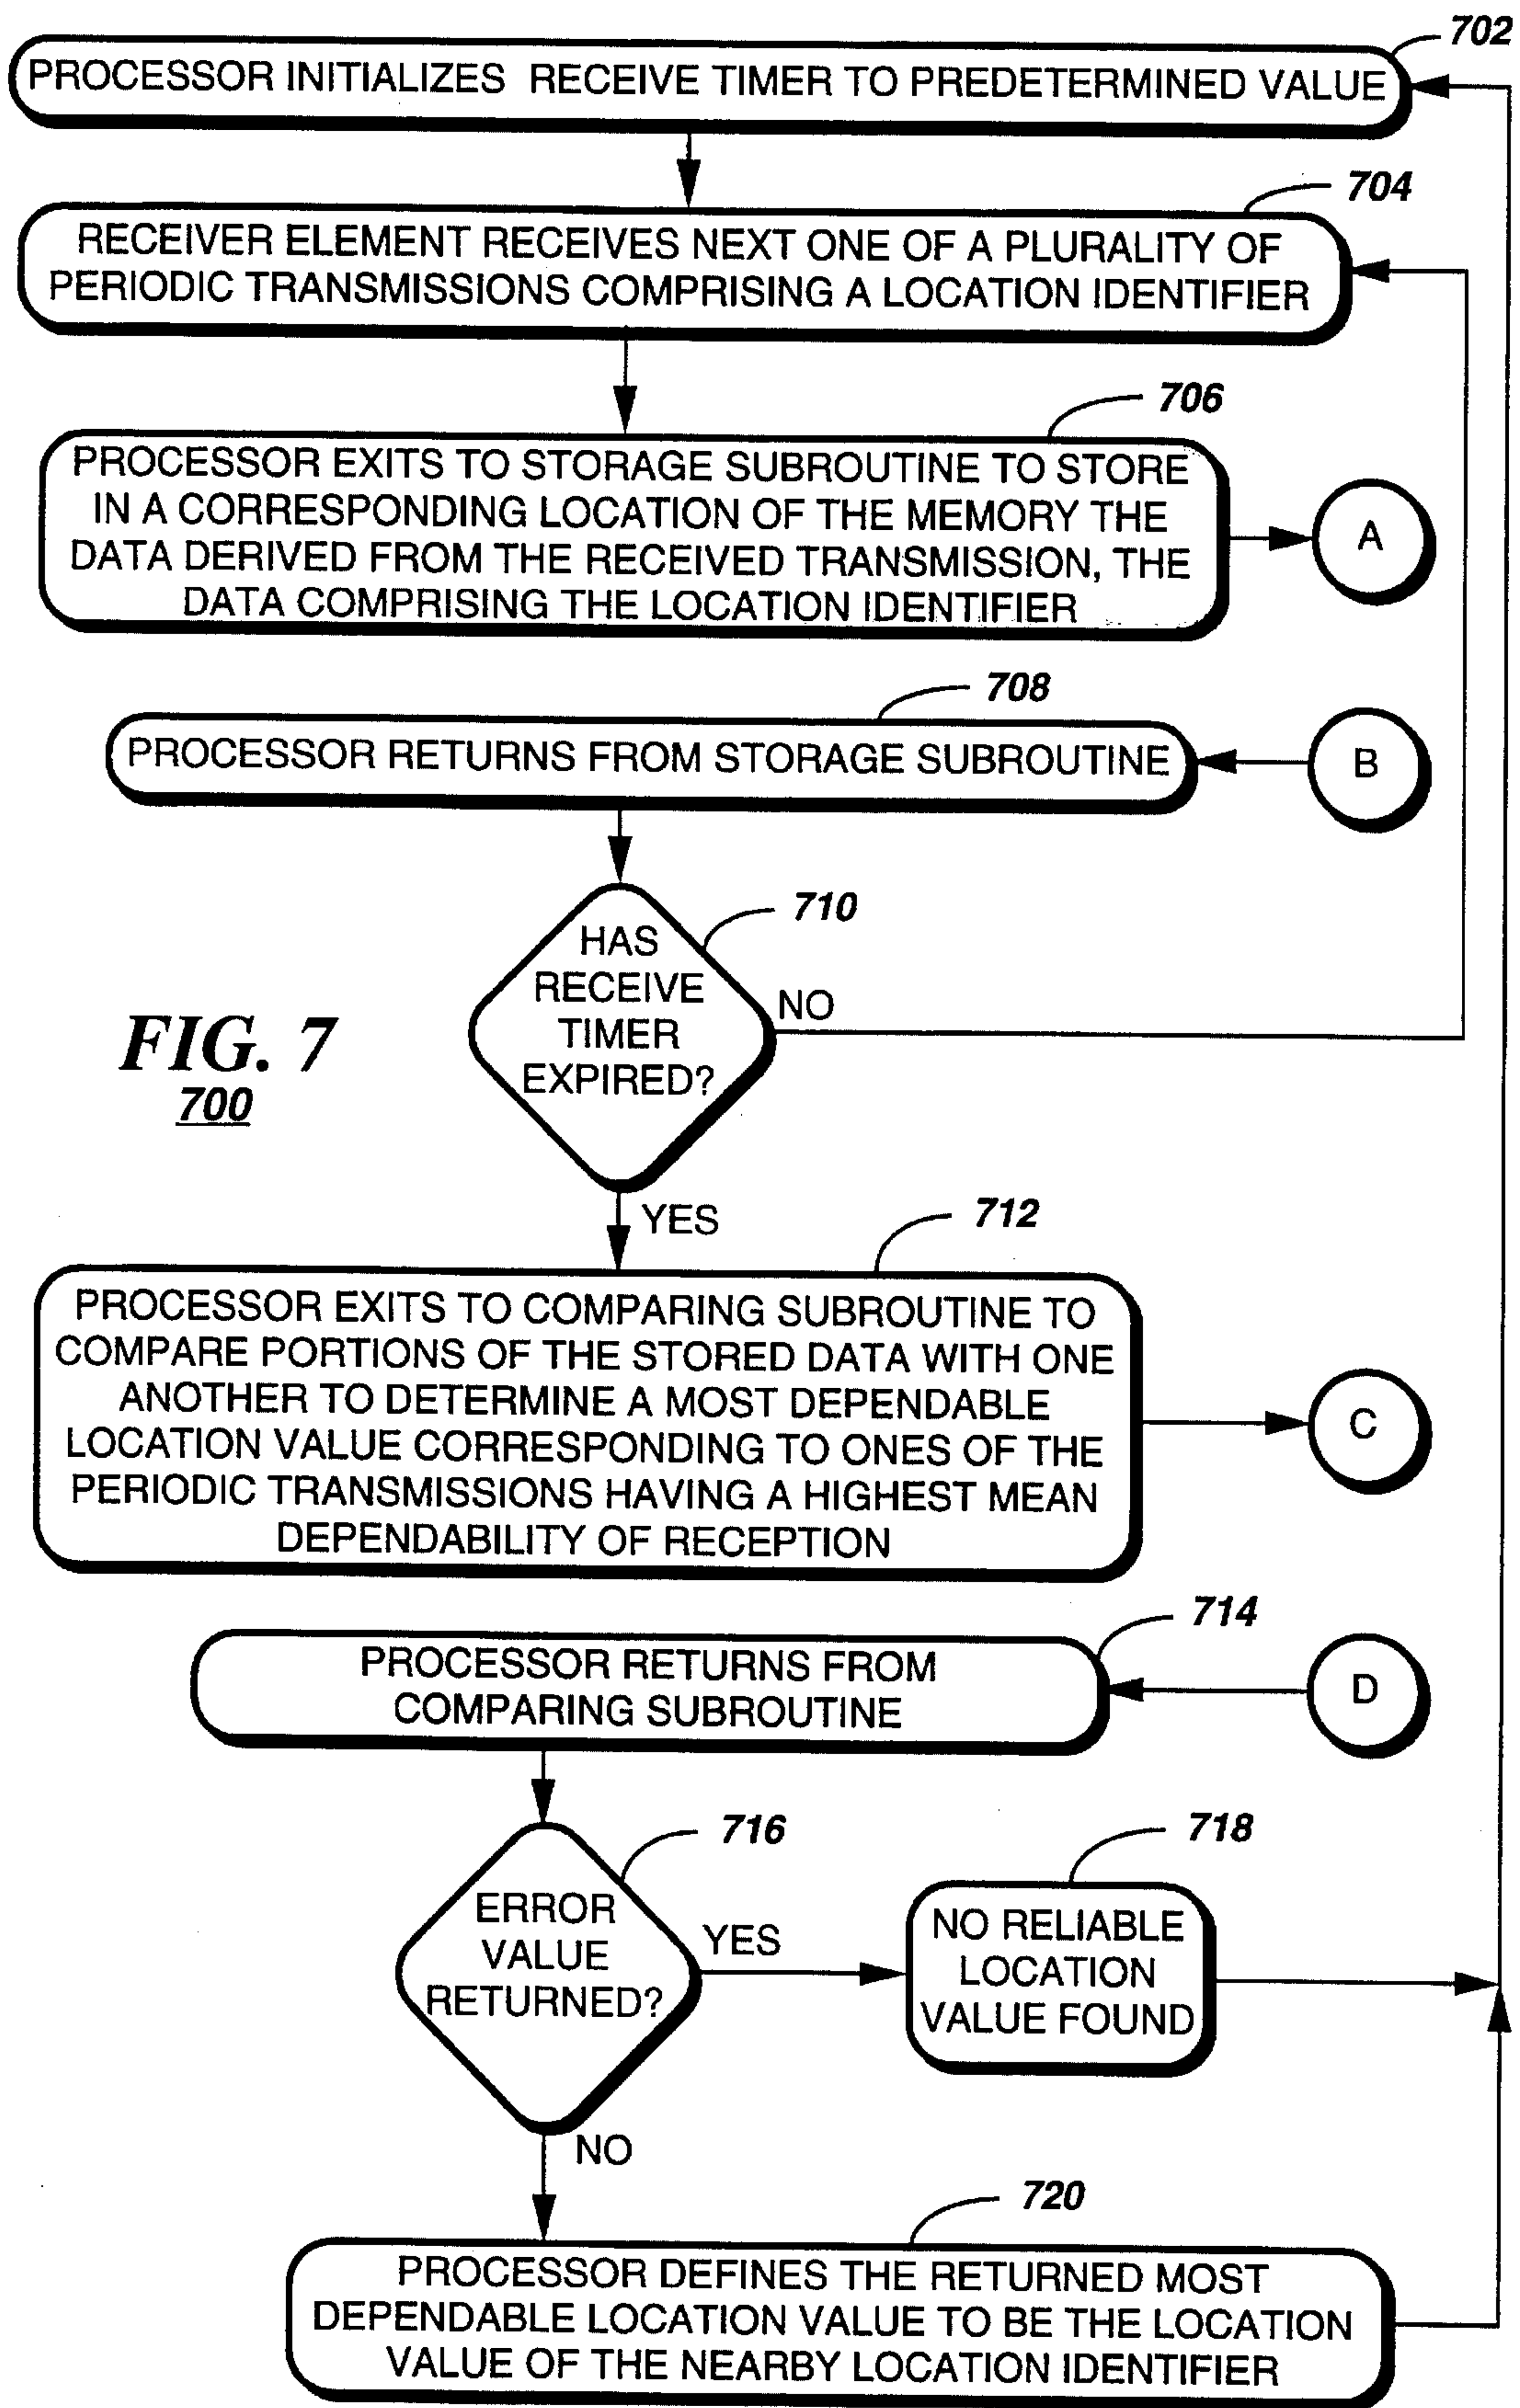 702
PROCESSOR INITIALIZES RECEIVE TIMER TO PREDETERMINED VALUE
704
RECEIVER ELEMENT RECEIVES NEXT ONE OF A PLURALITY OF
PERIODIC TRANSMISSIONS COMPRISING A LOCATION IDENTIFIER
706
PROCESSOR EXITS TO STORAGE SUBROUTINE TO STORE
IN A CORRESPONDING LOCATION OF THE MEMORY THE
DATA DERIVED FROM THE RECEIVED TRANSMISSION, THE
DATA COMPRISING THE LOCATION IDENTIFIER
A
708
PROCESSOR RETURNS FROM STORAGE SUBROUTINE
B
710
HAS
RECEIVE
TIMER
EXPIRED?
NO
FIG. 7
700
YES
712
PROCESSOR EXITS TO COMPARING SUBROUTINE TO
COMPARE PORTIONS OF THE STORED DATA WITH ONE
ANOTHER TO DETERMINE A MOST DEPENDABLE
LOCATION VALUE CORRESPONDING TO ONES OF THE
PERIODIC TRANSMISSIONS HAVING A HIGHEST MEAN
DEPENDABILITY OF RECEPTION
C
714
PROCESSOR RETURNS FROM
COMPARING SUBROUTINE
D
716
ERROR
VALUE
RETURNED?
YES
718
NO RELIABLE
LOCATION
VALUE FOUND
NO
720
PROCESSOR DEFINES THE RETURNED MOST
DEPENDABLE LOCATION VALUE TO BE THE LOCATION
VALUE OF THE NEARBY LOCATION IDENTIFIER